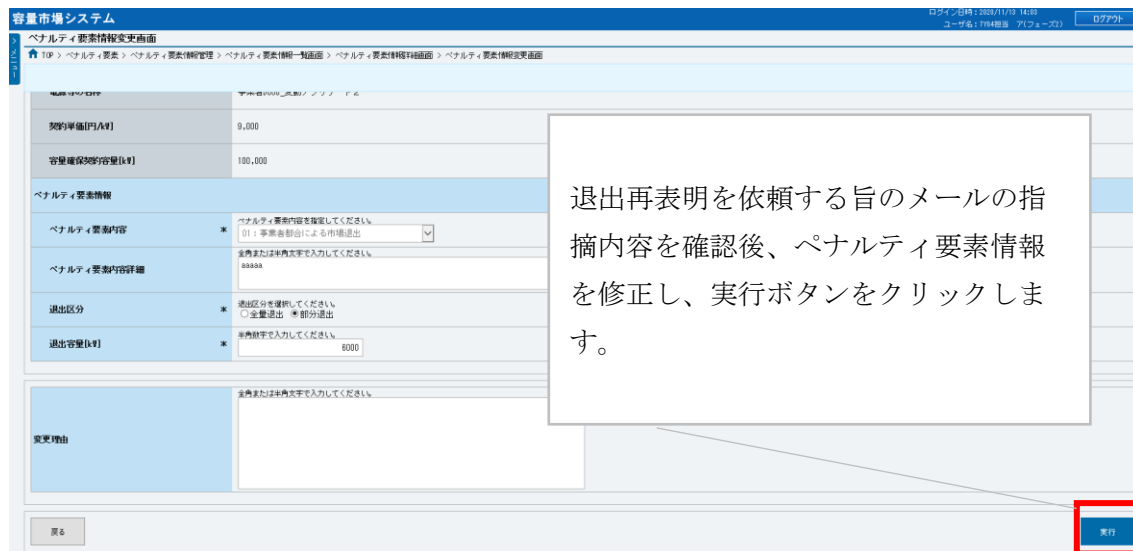 容量市場システム
ログイン日時：2020/11/13 14:03
ユーザ名：TY04担当 ア(フェーズ2)
ログアウト
メニュー
ペナルティ要素情報変更画面
TOP > ペナルティ要素 > ペナルティ要素情報管理 > ペナルティ要素情報一覧画面 > ペナルティ要素情報詳細画面 > ペナルティ要素情報変更画面
契約単価[円/kW]
9,000
容量確保契約容量[kW]
100,000
ペナルティ要素情報
ペナルティ要素内容 *
ペナルティ要素内容を指定してください。
01：事業者都合による市場退出
ペナルティ要素内容詳細
全角または半角文字で入力してください。
aaaaa
退出区分 *
退出区分を選択してください。
全量退出 部分退出
退出容量[kW] *
半角数字で入力してください。
6000
変更理由
全角または半角文字で入力してください。
退出再表明を依頼する旨のメールの指
摘内容を確認後、ペナルティ要素情報
を修正し、実行ボタンをクリックしま
す。
戻る
実行